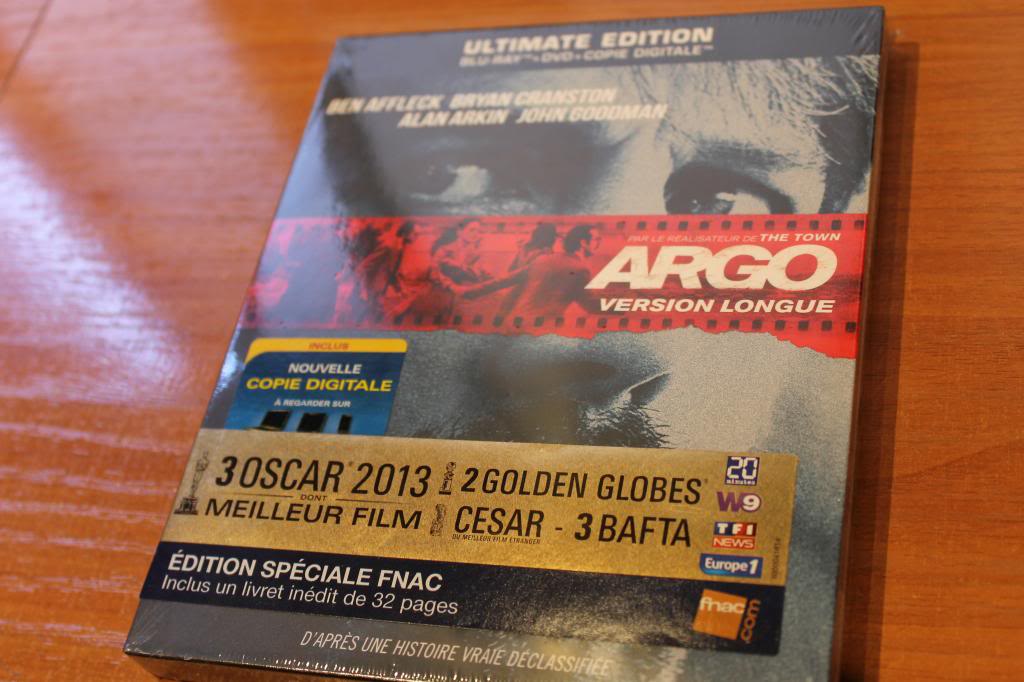 ULTIMATE EDITION
BLU-RAY™ + DVD + COPIE DIGITALE™
BEN AFFLECK BRYAN CRANSTON
ALAN ARKIN JOHN GOODMAN
PAR LE RÉALISATEUR DE THE TOWN
ARGO
VERSION LONGUE
INCLUS
NOUVELLE
COPIE DIGITALE
À REGARDER SUR
3 OSCAR® 2013
DONT
MEILLEUR FILM
2 GOLDEN GLOBES®
CESAR - 3 BAFTA
DU MEILLEUR FILM ETRANGER
20
minutes
W9
TF1
NEWS
Europe 1
ÉDITION SPÉCIALE FNAC
Inclus un livret inédit de 32 pages
fnac.com
D'APRÈS UNE HISTOIRE VRAIE DÉCLASSIFIÉE